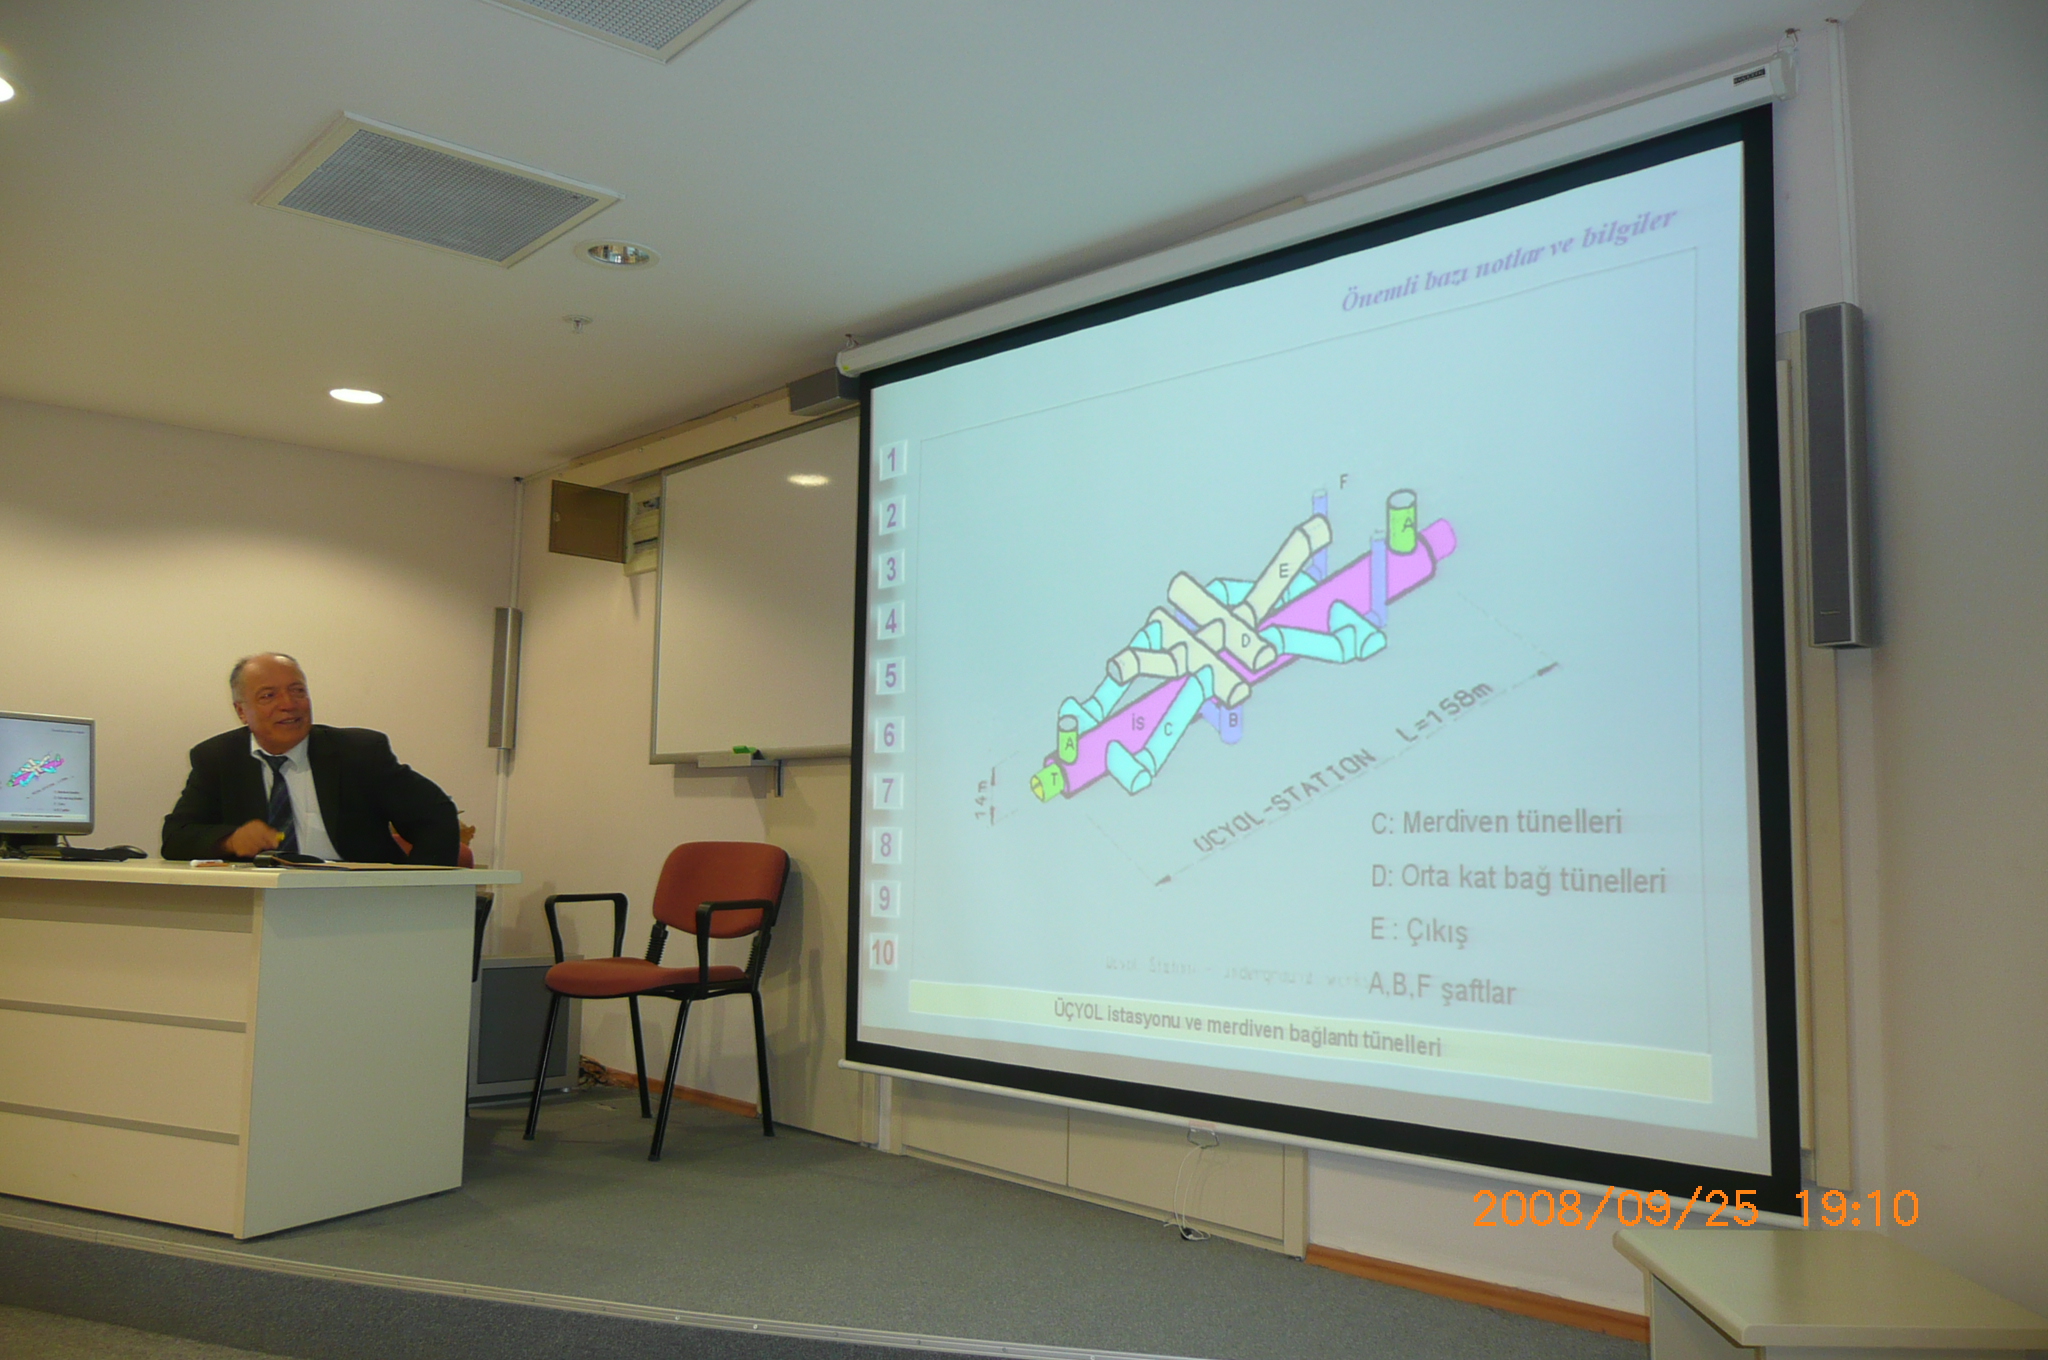 Önemli bazı notlar ve bilgiler
1
2
3
4
5
6
7
8
9
10
F
A
E
D
B
İS
C
A
T
14m
ÜÇYOL-STATION L=158m
C: Merdiven tünelleri
D: Orta kat bağ tünelleri
E : Çıkış
A,B,F şaftlar
ÜÇYOL istasyonu ve merdiven bağlantı tünelleri
2008/09/25 19:10